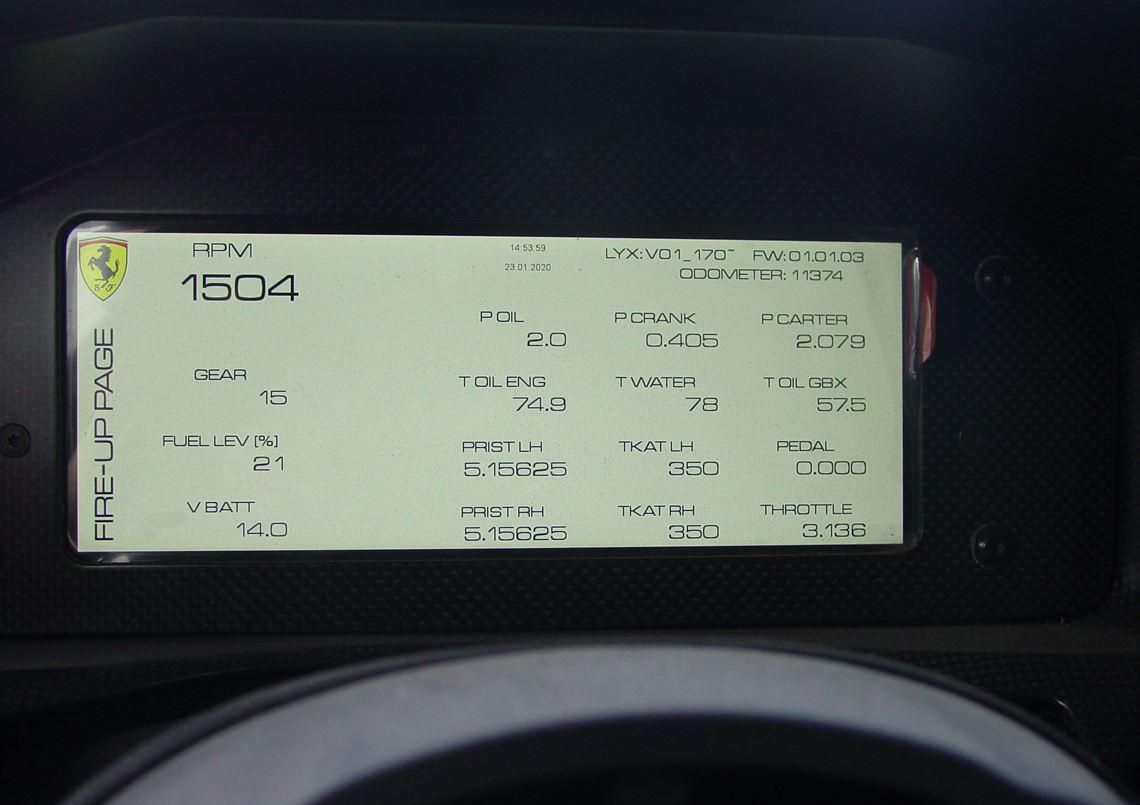 RPM
1504
14:53:59
23.01.2020
LYX:V01_170~ FW:01.01.03
ODOMETER: 11374
FIRE-UP PAGE
P OIL P CRANK P CARTER
2.0 0.405 2.079
GEAR T OIL ENG T WATER T OIL GBX
15 74.9 78 57.5
FUEL LEV [%] PRIST LH TKAT LH PEDAL
21 5.15625 350 0.000
V BATT PRIST RH TKAT RH THROTTLE
14.0 5.15625 350 3.136
S F